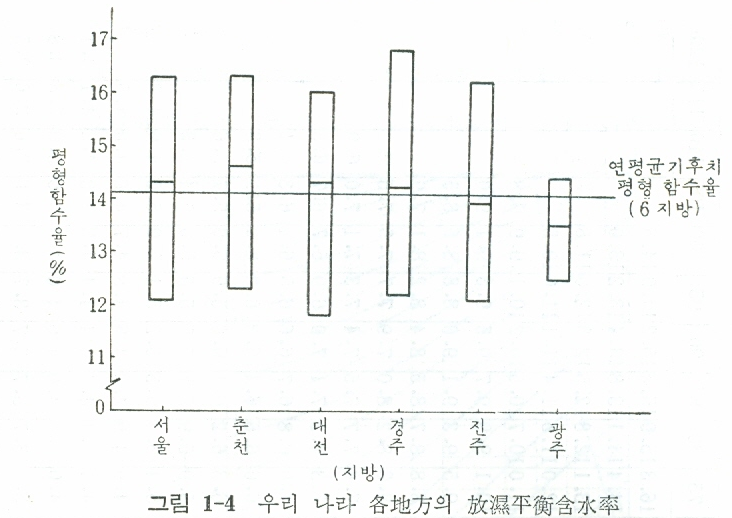 17
16
15
14
13
12
11
0
평형함수율(%)
연평균기후치
평형 함수율
(6 지방)
서울
춘천
대전
경주
진주
광주
(지방)
그림 1-4 우리 나라 各地方의 放濕平衡含水率